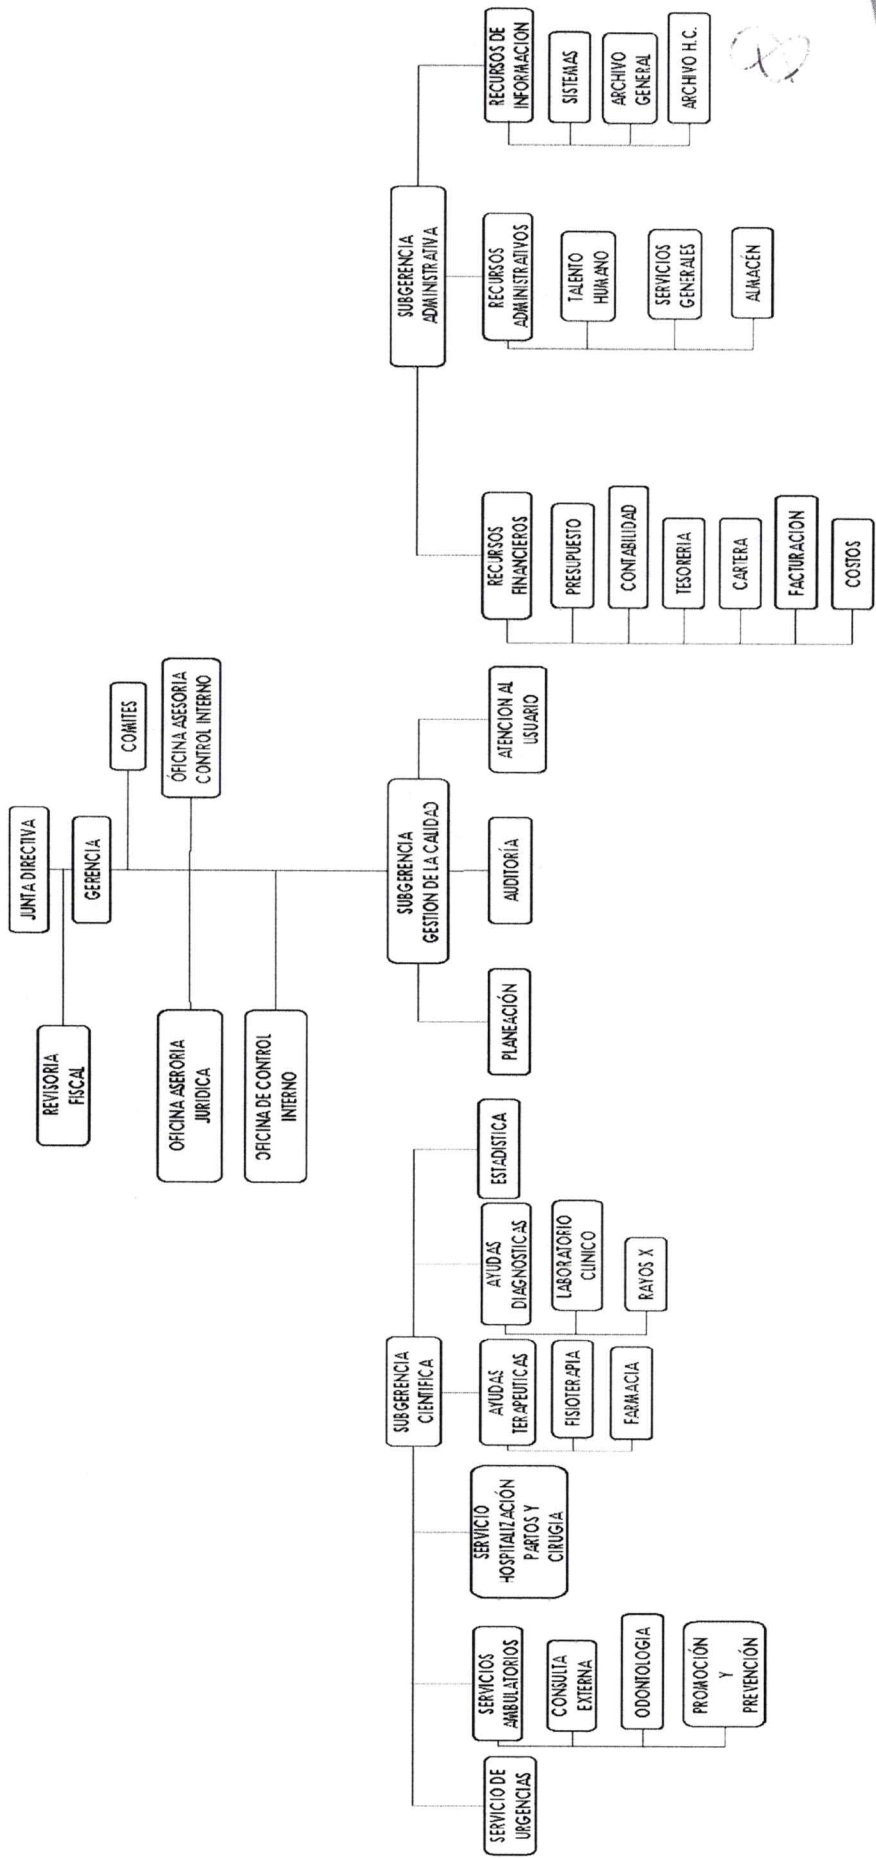 JUNTA DIRECTIVA
REVISORIA
FISCAL
GERENCIA
COMITES
OFICINA ASERORIA
JURIDICA
OFICINA ASESORIA
CONTROL INTERNO
OFICINA DE CONTROL
INTERNO
SUBGERENCIA
CIENTIFICA
SUBGERENCIA
GESTION DE LA CALIDAD
SUBGERENCIA
ADMINISTRATIVA
SERVICIO DE
URGENCIAS
SERVICIOS
AMBULATORIOS
CONSULTA
EXTERNA
ODONTOLOGIA
PROMOCIÓN
Y
PREVENCIÓN
SERVICIO
HOSPITALIZACIÓN
PARTOS Y
CIRUGIA
AYUDAS
TERAPEUTICAS
FISIOTERAPIA
FARMACIA
AYUDAS
DIAGNOSTICAS
LABORATORIO
CLINICO
RAYOS X
ESTADISTICA
PLANEACIÓN
AUDITORÍA
ATENCION AL
USUARIO
RECURSOS
FINANCIEROS
PRESUPUESTO
CONTABILIDAD
TESORERIA
CARTERA
FACTURACION
COSTOS
RECURSOS
ADMINISTRATIVOS
TALENTO
HUMANO
SERVICIOS
GENERALES
ALMACÉN
RECURSOS DE
INFORMACION
SISTEMAS
ARCHIVO
GENERAL
ARCHIVO H.C.